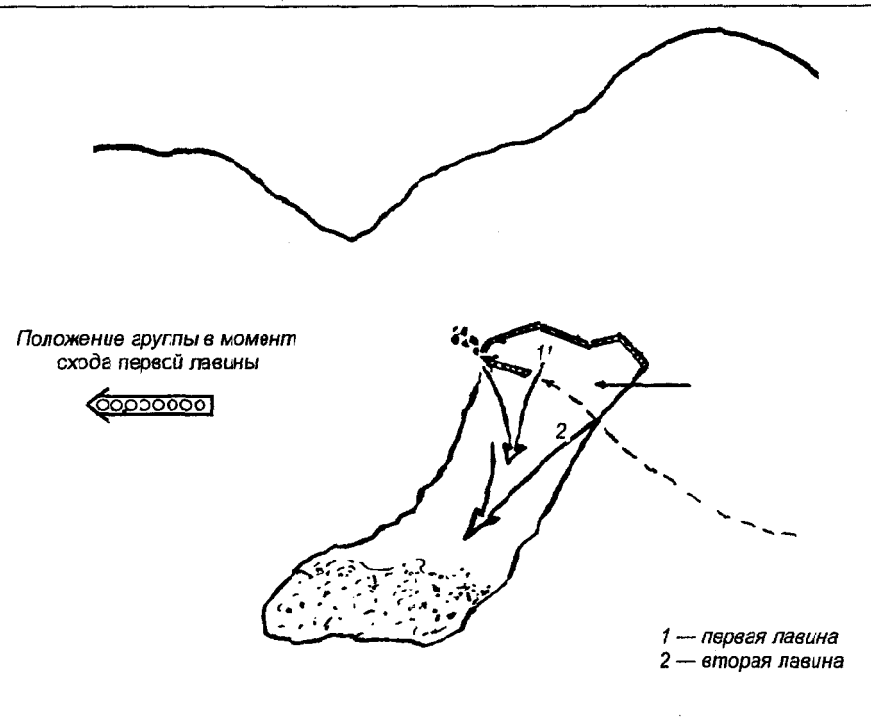 Положение группы в момент
схода первой лавины
1'
2
1 — первая лавина
2 — вторая лавина